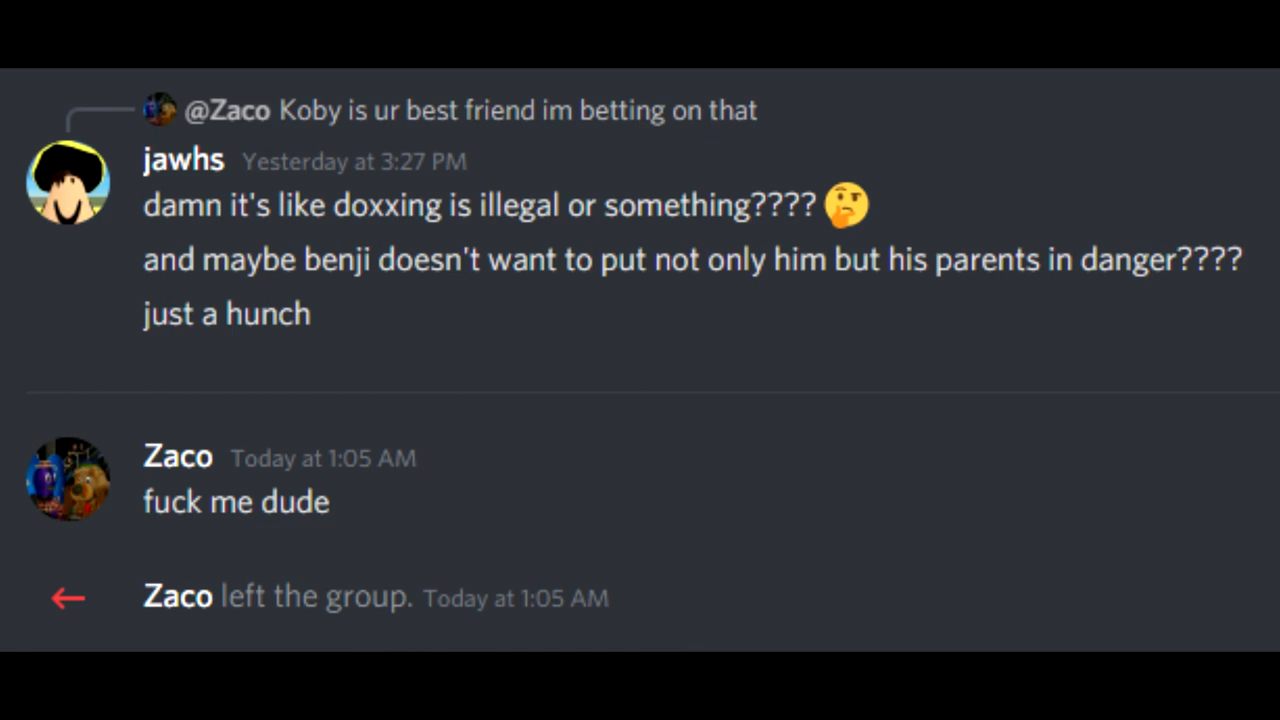 @Zaco Koby is ur best friend im betting on that
jawhs Yesterday at 3:27 PM
damn it's like doxxing is illegal or something???? 🤔
and maybe benji doesn't want to put not only him but his parents in danger????
just a hunch
Zaco Today at 1:05 AM
fuck me dude
Zaco left the group. Today at 1:05 AM